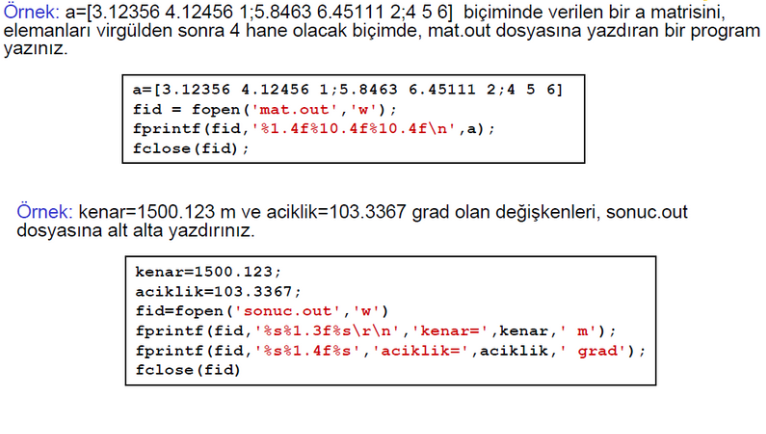 Örnek: a=[3.12356 4.12456 1;5.8463 6.45111 2;4 5 6] biçiminde verilen bir a matrisini,
elemanları virgülden sonra 4 hane olacak biçimde, mat.out dosyasına yazdıran bir program
yazınız.
a=[3.12356 4.12456 1;5.8463 6.45111 2;4 5 6]
fid = fopen('mat.out','w');
fprintf(fid,'%1.4f%10.4f%10.4f\n',a);
fclose(fid);
Örnek: kenar=1500.123 m ve aciklik=103.3367 grad olan değişkenleri, sonuc.out
dosyasına alt alta yazdırınız.
kenar=1500.123;
aciklik=103.3367;
fid=fopen('sonuc.out','w')
fprintf(fid,'%s%1.3f%s\r\n','kenar=',kenar,' m');
fprintf(fid,'%s%1.4f%s','aciklik=',aciklik,' grad');
fclose(fid)